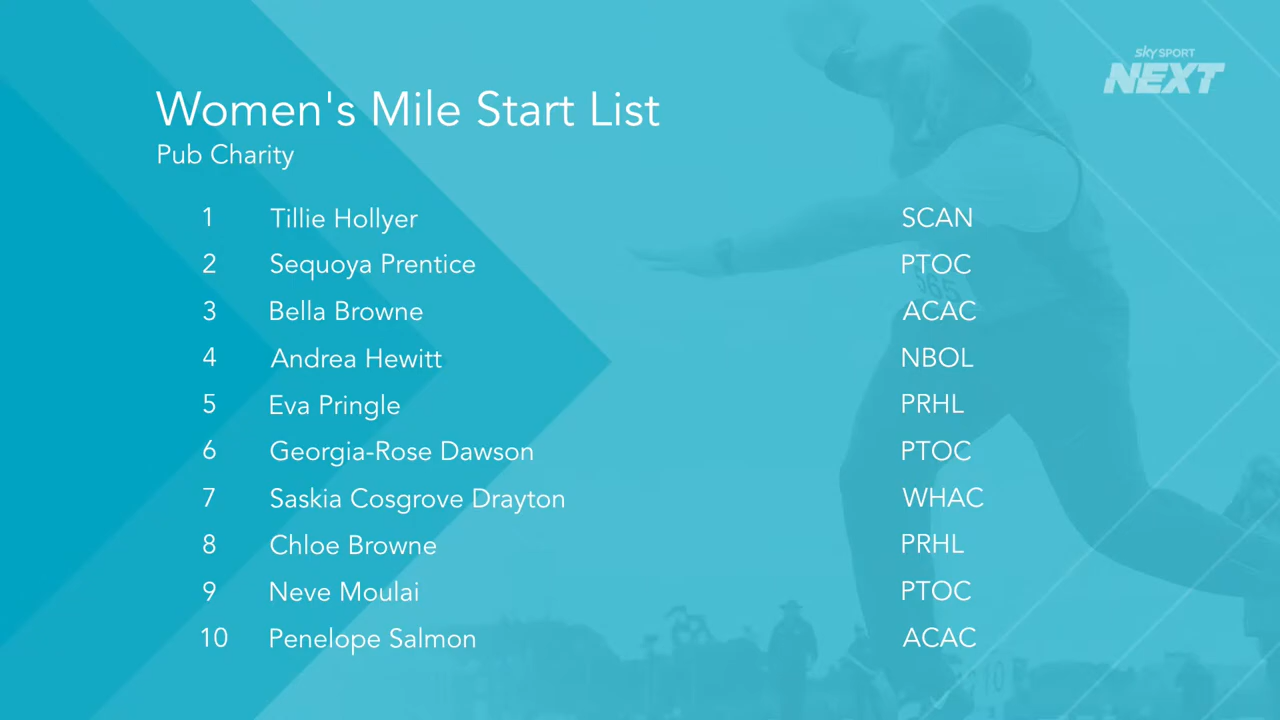 sky SPORT
NEXT
Women's Mile Start List
Pub Charity
1 Tillie Hollyer SCAN
2 Sequoya Prentice PTOC
3 Bella Browne ACAC
4 Andrea Hewitt NBOL
5 Eva Pringle PRHL
6 Georgia-Rose Dawson PTOC
7 Saskia Cosgrove Drayton WHAC
8 Chloe Browne PRHL
9 Neve Moulai PTOC
10 Penelope Salmon ACAC